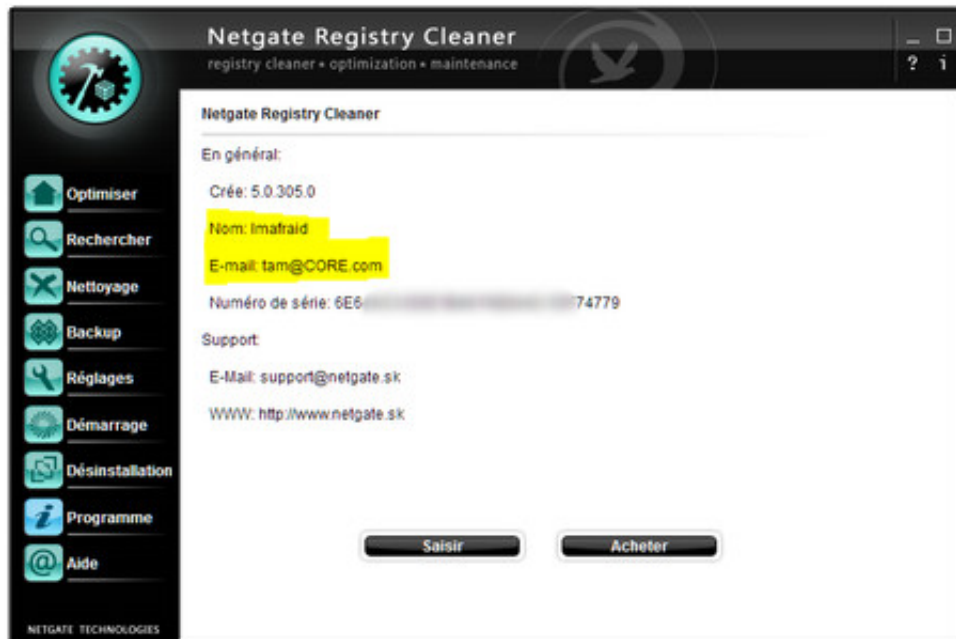 Netgate Registry Cleaner
registry cleaner • optimization • maintenance
? i
Netgate Registry Cleaner
En général:
Crée: 5.0.305.0
Nom: Imafraid
E-mail: tam@CORE.com
Numéro de série: 6E6 74779
Support:
E-Mail: support@netgate.sk
WWW: http://www.netgate.sk
Optimiser
Rechercher
Nettoyage
Backup
Réglages
Démarrage
Désinstallation
Programme
Aide
Saisir Acheter
NETGATE TECHNOLOGIES